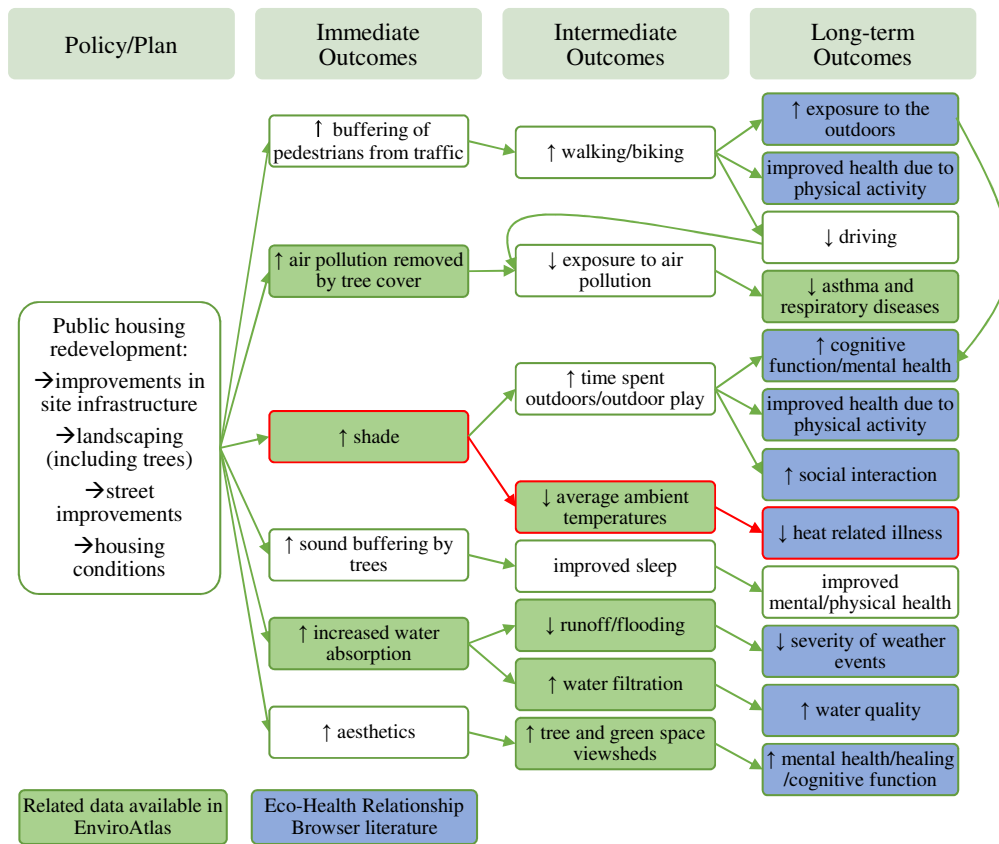 Policy/Plan
Immediate
Outcomes
Intermediate
Outcomes
Long-term
Outcomes
Public housing
redevelopment:
→improvements in
site infrastructure
→landscaping
(including trees)
→street
improvements
→housing
conditions
↑ buffering of
pedestrians from traffic
↑ air pollution removed
by tree cover
↑ shade
↑ sound buffering by
trees
↑ increased water
absorption
↑ aesthetics
↑ walking/biking
↓ exposure to air
pollution
↑ time spent
outdoors/outdoor play
↓ average ambient
temperatures
improved sleep
↓ runoff/flooding
↑ water filtration
↑ tree and green space
viewsheds
↑ exposure to the
outdoors
improved health due to
physical activity
↓ driving
↓ asthma and
respiratory diseases
↑ cognitive
function/mental health
improved health due to
physical activity
↑ social interaction
↓ heat related illness
improved
mental/physical health
↓ severity of weather
events
↑ water quality
↑ mental health/healing
/cognitive function
Related data available in
EnviroAtlas
Eco-Health Relationship
Browser literature